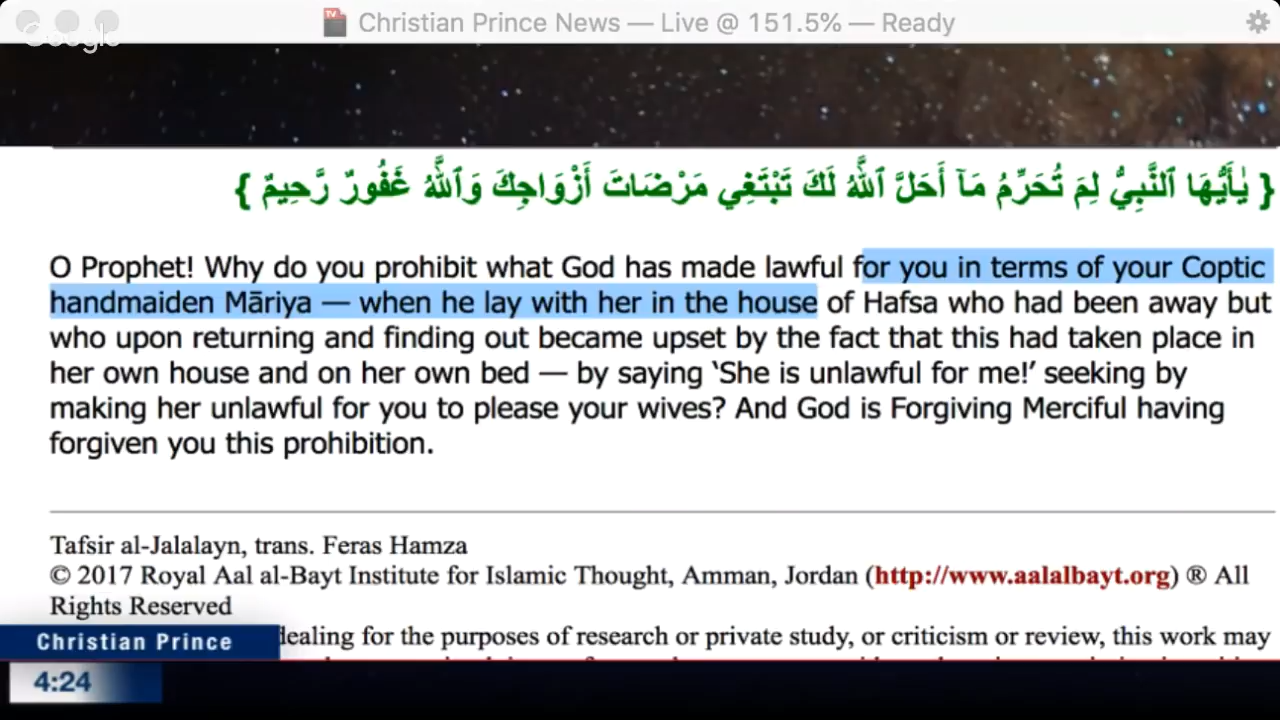 Christian Prince News — Live @ 151.5% — Ready
Google
{ يٰأَيُّهَا ٱلنَّبِيُّ لِمَ تُحَرِّمُ مَآ أَحَلَّ ٱللَّهُ لَكَ تَبْتَغِي مَرْضَاتَ أَزْوَاجِكَ وَٱللَّهُ غَفُورٌ رَّحِيمٌ }
O Prophet! Why do you prohibit what God has made lawful for you in terms of your Coptic
handmaiden Māriya — when he lay with her in the house of Hafsa who had been away but
who upon returning and finding out became upset by the fact that this had taken place in
her own house and on her own bed — by saying ‘She is unlawful for me!’ seeking by
making her unlawful for you to please your wives? And God is Forgiving Merciful having
forgiven you this prohibition.
Tafsir al-Jalalayn, trans. Feras Hamza
© 2017 Royal Aal al-Bayt Institute for Islamic Thought, Amman, Jordan (http://www.aalalbayt.org) ® All
Rights Reserved
dealing for the purposes of research or private study, or criticism or review, this work may
Christian Prince
4:24